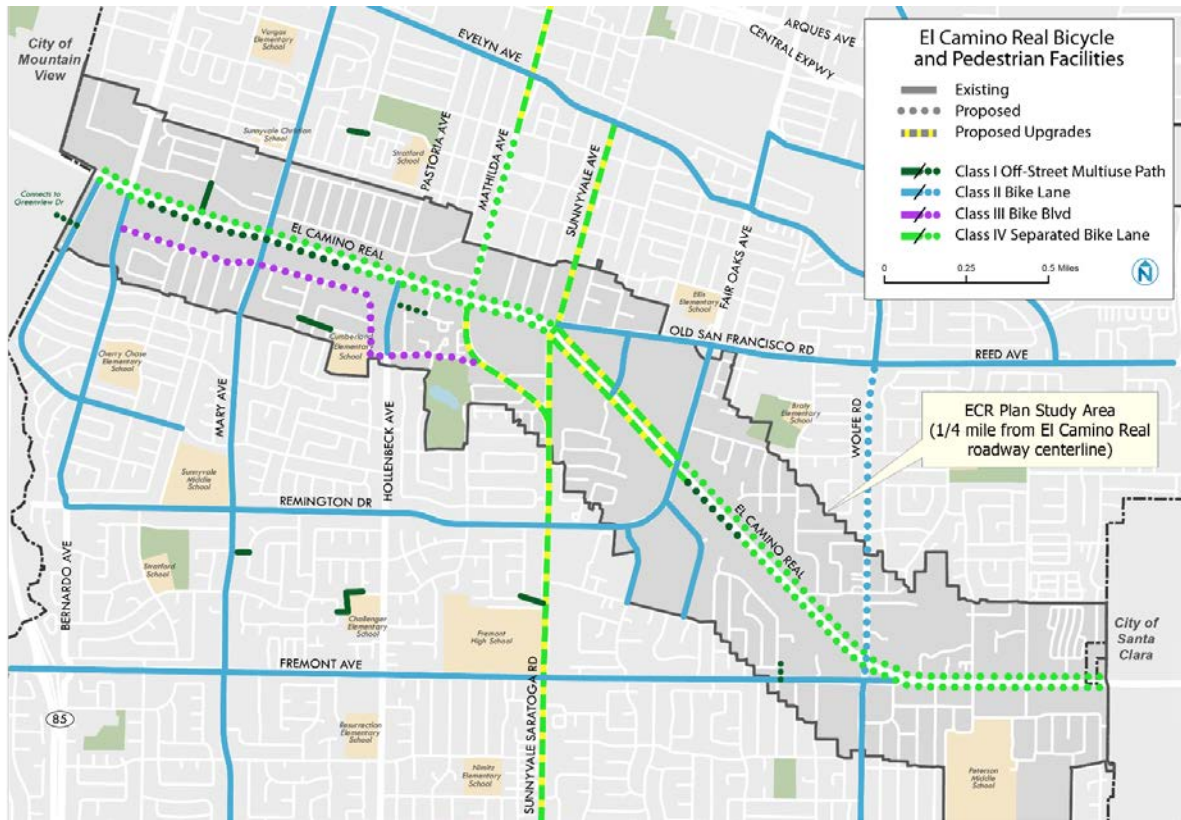 City of
Mountain
View
Vargas
Elementary
School
EVELYN AVE
ARQUES AVE
CENTRAL EXPWY
El Camino Real Bicycle
and Pedestrian Facilities
Existing
Proposed
Proposed Upgrades
Class I Off-Street Multiuse Path
Class II Bike Lane
Class III Bike Blvd
Class IV Separated Bike Lane
0
0.25
0.5 Miles
N
Sunnyvale Christian
School
Stratford
School
PASTORIA AVE
MATHILDA AVE
SUNNYVALE AVE
FAIR OAKS AVE
Connects to
Greenview Dr
EL CAMINO REAL
Ellis
Elementary
School
OLD SAN FRANCISCO RD
REED AVE
Cumberland
Elementary
School
Cherry Chase
Elementary
School
MARY AVE
HOLLENBECK AVE
Braly
Elementary
School
WOLFE RD
ECR Plan Study Area
(1/4 mile from El Camino Real
roadway centerline)
Sunnyvale
Middle
School
REMINGTON DR
EL CAMINO REAL
BERNARDO AVE
Stratford
School
Challenger
Elementary
School
Fremont
High School
City of
Santa
Clara
FREMONT AVE
SUNNYVALE SARATOGA RD
85
Resurrection
Elementary
School
Nimitz
Elementary
School
Peterson
Middle
School